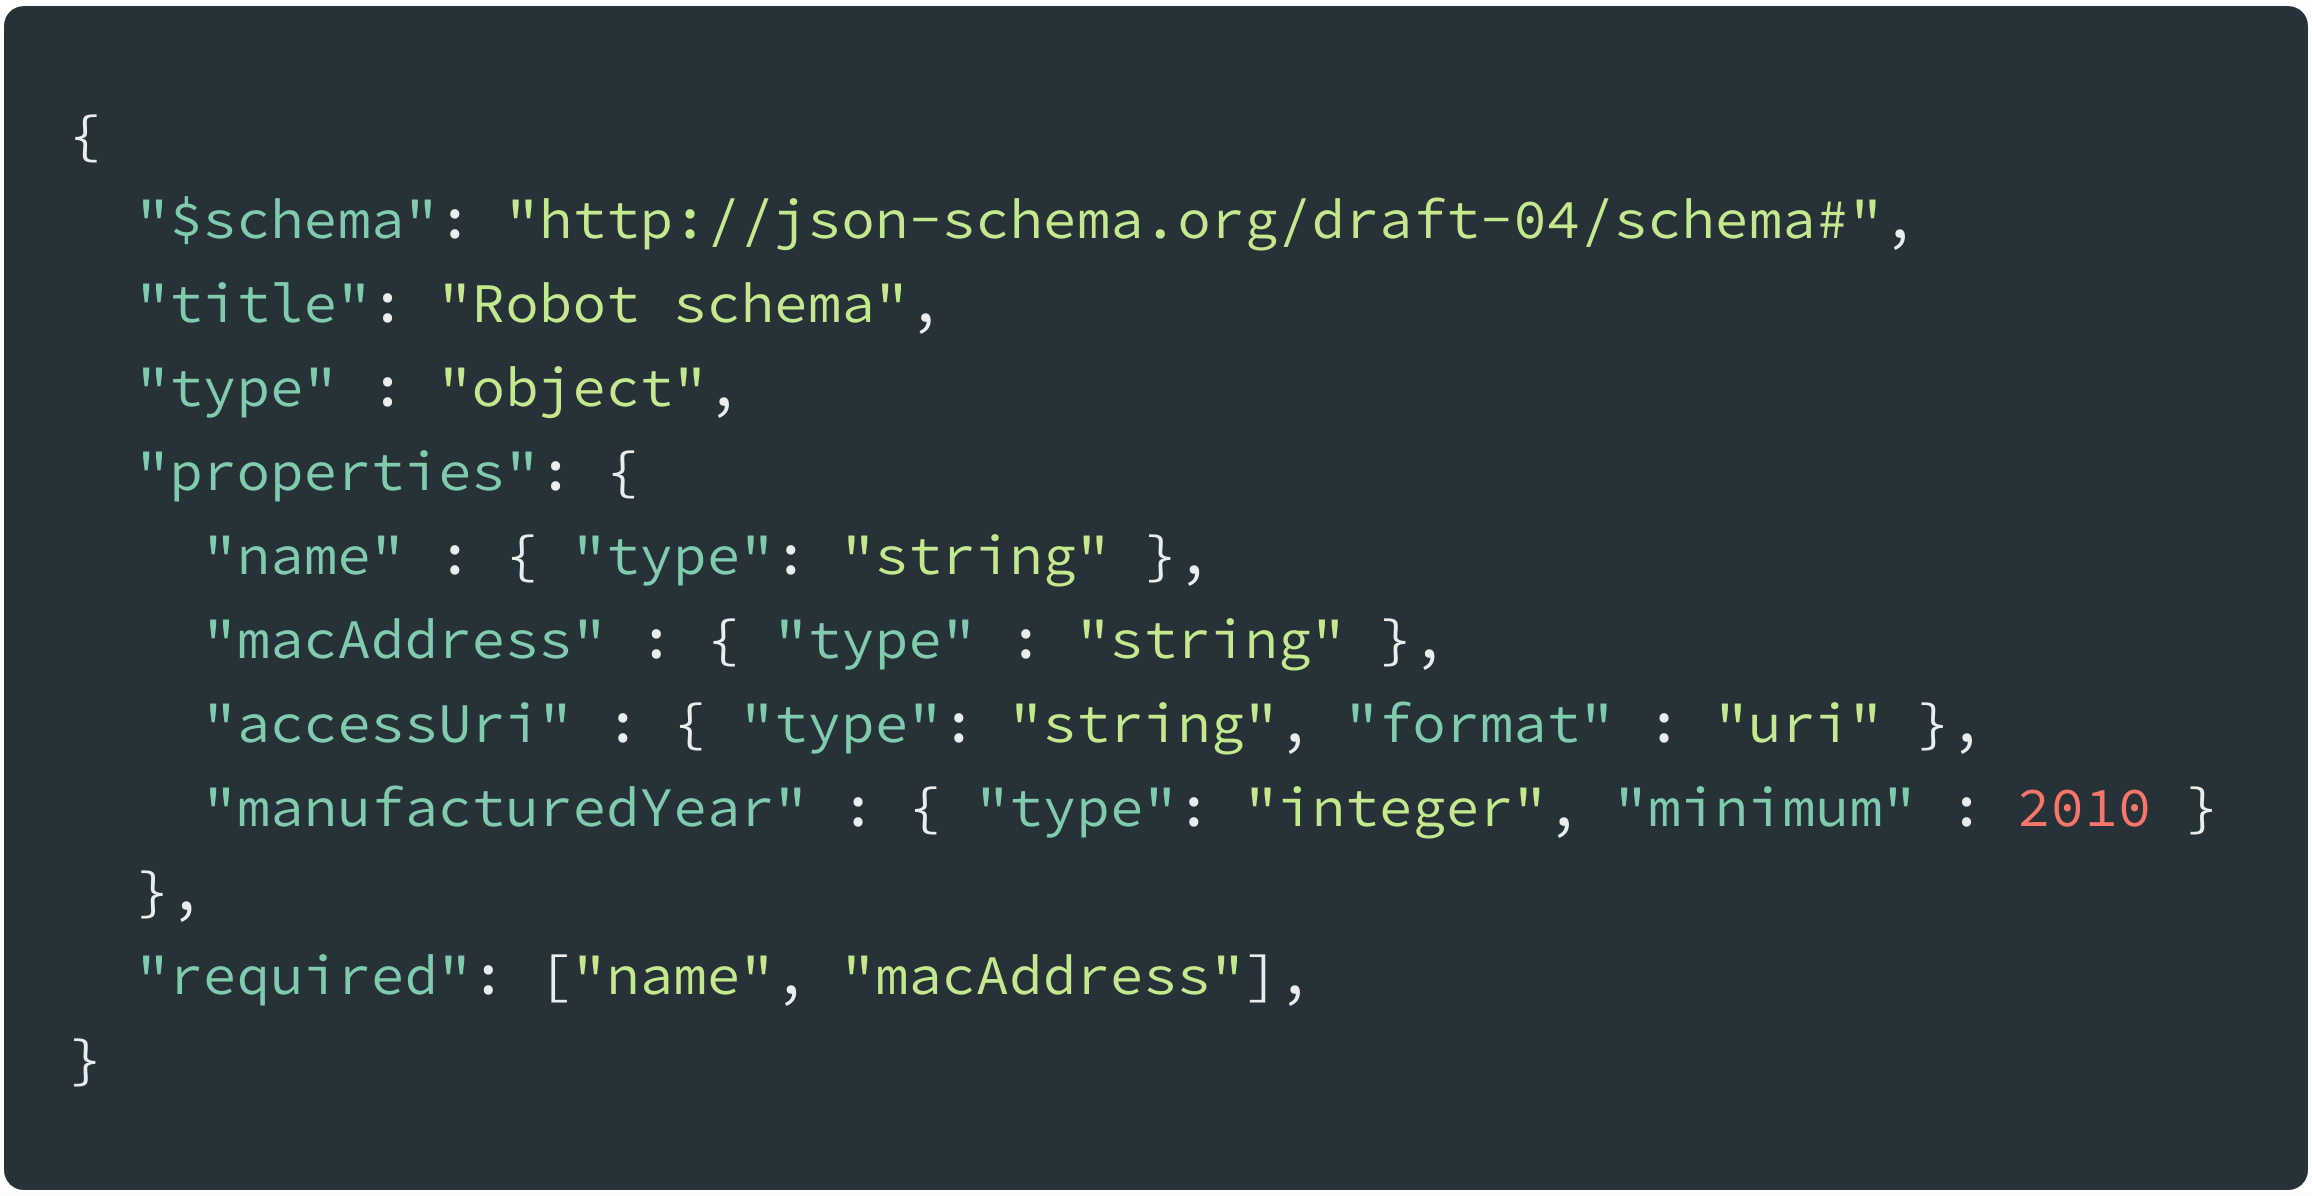 {
  "$schema": "http://json-schema.org/draft-04/schema#",
  "title": "Robot schema",
  "type" : "object",
  "properties": {
    "name" : { "type": "string" },
    "macAddress" : { "type" : "string" },
    "accessUri" : { "type": "string", "format" : "uri" },
    "manufacturedYear" : { "type": "integer", "minimum" : 2010 }
  },
  "required": ["name", "macAddress"],
}